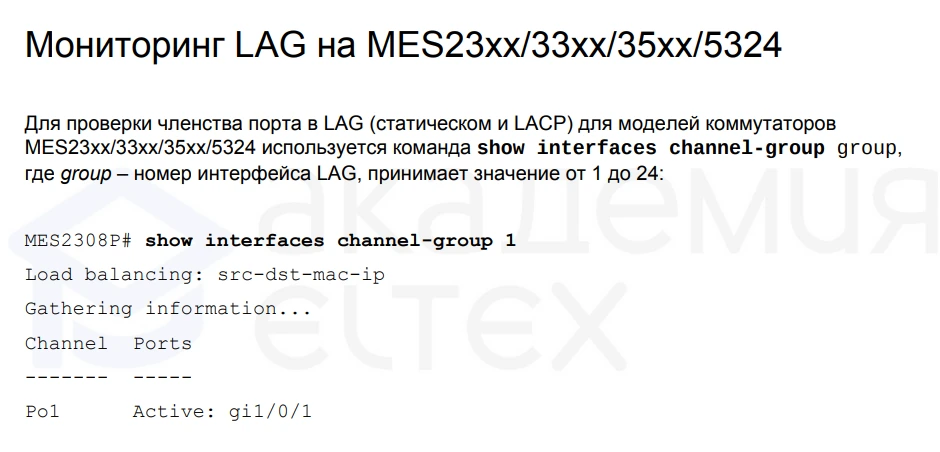 Мониторинг LAG на MES23xx/33xx/35xx/5324
Для проверки членства порта в LAG (статическом и LACP) для моделей коммутаторов
MES23xx/33xx/35xx/5324 используется команда show interfaces channel-group group,
где group – номер интерфейса LAG, принимает значение от 1 до 24:
академия
eLTEX
MES2308P# show interfaces channel-group 1
Load balancing: src-dst-mac-ip
Gathering information...
Channel Ports
------- -----
Po1 Active: gi1/0/1